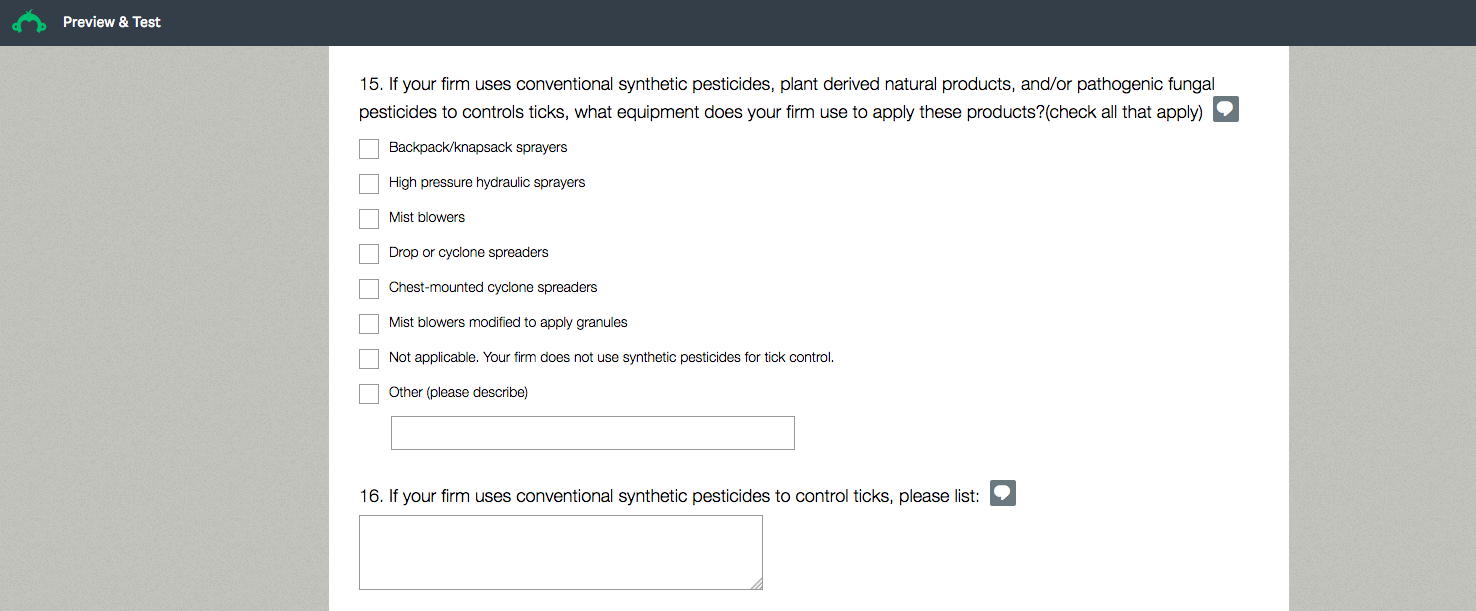 Preview & Test
15. If your firm uses conventional synthetic pesticides, plant derived natural products, and/or pathogenic fungal
pesticides to controls ticks, what equipment does your firm use to apply these products?(check all that apply)
Backpack/knapsack sprayers
High pressure hydraulic sprayers
Mist blowers
Drop or cyclone spreaders
Chest-mounted cyclone spreaders
Mist blowers modified to apply granules
Not applicable. Your firm does not use synthetic pesticides for tick control.
Other (please describe)
16. If your firm uses conventional synthetic pesticides to control ticks, please list: